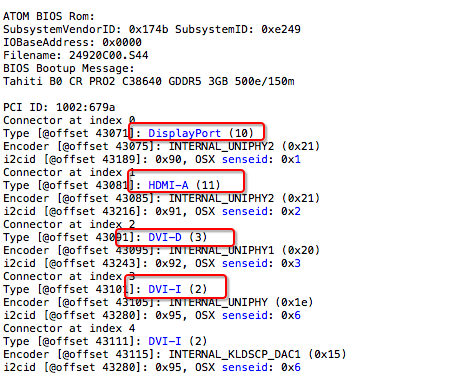 ATOM BIOS Rom:
SubsystemVendorID: 0x174b SubsystemID: 0xe249
IOBaseAddress: 0x0000
Filename: 24920C00.S44
BIOS Bootup Message:
Tahiti B0 CR PRO2 C38640 GDDR5 3GB 500e/150m
PCI ID: 1002:679a
Connector at index 0
Type [@offset 43071]: DisplayPort (10)
Encoder [@offset 43075]: INTERNAL_UNIPHY2 (0x21)
i2cid [@offset 43189]: 0x90, OSX senseid: 0x1
Connector at index 1
Type [@offset 43081]: HDMI-A (11)
Encoder [@offset 43085]: INTERNAL_UNIPHY2 (0x21)
i2cid [@offset 43216]: 0x91, OSX senseid: 0x2
Connector at index 2
Type [@offset 43091]: DVI-D (3)
Encoder [@offset 43095]: INTERNAL_UNIPHY1 (0x20)
i2cid [@offset 43243]: 0x92, OSX senseid: 0x3
Connector at index 3
Type [@offset 43101]: DVI-I (2)
Encoder [@offset 43105]: INTERNAL_UNIPHY (0x1e)
i2cid [@offset 43280]: 0x95, OSX senseid: 0x6
Connector at index 4
Type [@offset 43111]: DVI-I (2)
Encoder [@offset 43115]: INTERNAL_KLDSCP_DAC1 (0x15)
i2cid [@offset 43280]: 0x95, OSX senseid: 0x6